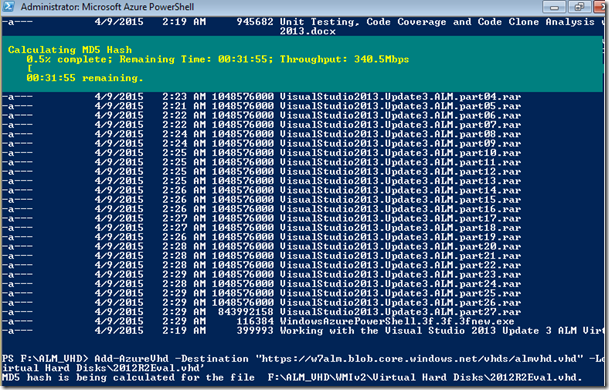 Administrator: Microsoft Azure PowerShell
-a--- 4/9/2015 2:19 AM 945682 Unit Testing, Code Coverage and Code Clone Analysis
2013.docx
Calculating MD5 Hash
0.5% complete; Remaining Time: 00:31:55; Throughput: 340.5Mbps
[
00:31:55 remaining.
-a--- 4/9/2015 2:23 AM 1048576000 VisualStudio2013.Update3.ALM.part04.rar
-a--- 4/9/2015 2:21 AM 1048576000 VisualStudio2013.Update3.ALM.part05.rar
-a--- 4/9/2015 2:22 AM 1048576000 VisualStudio2013.Update3.ALM.part06.rar
-a--- 4/9/2015 2:22 AM 1048576000 VisualStudio2013.Update3.ALM.part07.rar
-a--- 4/9/2015 2:24 AM 1048576000 VisualStudio2013.Update3.ALM.part08.rar
-a--- 4/9/2015 2:24 AM 1048576000 VisualStudio2013.Update3.ALM.part09.rar
-a--- 4/9/2015 2:25 AM 1048576000 VisualStudio2013.Update3.ALM.part10.rar
-a--- 4/9/2015 2:25 AM 1048576000 VisualStudio2013.Update3.ALM.part11.rar
-a--- 4/9/2015 2:25 AM 1048576000 VisualStudio2013.Update3.ALM.part12.rar
-a--- 4/9/2015 2:25 AM 1048576000 VisualStudio2013.Update3.ALM.part13.rar
-a--- 4/9/2015 2:26 AM 1048576000 VisualStudio2013.Update3.ALM.part14.rar
-a--- 4/9/2015 2:26 AM 1048576000 VisualStudio2013.Update3.ALM.part15.rar
-a--- 4/9/2015 2:26 AM 1048576000 VisualStudio2013.Update3.ALM.part16.rar
-a--- 4/9/2015 2:27 AM 1048576000 VisualStudio2013.Update3.ALM.part17.rar
-a--- 4/9/2015 2:27 AM 1048576000 VisualStudio2013.Update3.ALM.part18.rar
-a--- 4/9/2015 2:26 AM 1048576000 VisualStudio2013.Update3.ALM.part19.rar
-a--- 4/9/2015 2:28 AM 1048576000 VisualStudio2013.Update3.ALM.part20.rar
-a--- 4/9/2015 2:28 AM 1048576000 VisualStudio2013.Update3.ALM.part21.rar
-a--- 4/9/2015 2:28 AM 1048576000 VisualStudio2013.Update3.ALM.part22.rar
-a--- 4/9/2015 2:28 AM 1048576000 VisualStudio2013.Update3.ALM.part23.rar
-a--- 4/9/2015 2:28 AM 1048576000 VisualStudio2013.Update3.ALM.part24.rar
-a--- 4/9/2015 2:29 AM 1048576000 VisualStudio2013.Update3.ALM.part25.rar
-a--- 4/9/2015 2:29 AM 1048576000 VisualStudio2013.Update3.ALM.part26.rar
-a--- 4/9/2015 2:29 AM 843992158 VisualStudio2013.Update3.ALM.part27.rar
-a--- 4/9/2015 2:29 AM 116384 WindowsAzurePowerShell.3f.3f.3fnew.exe
-a--- 4/9/2015 2:19 AM 399993 Working with the Visual Studio 2013 Update 3 ALM Virt
PS F:\ALM_VHD> Add-AzureVhd -Destination "https://w7alm.blob.core.windows.net/vhds/almvhd.vhd" -Lo
Virtual Hard Disks\2012R2Eval.vhd'
MD5 hash is being calculated for the file F:\ALM_VHD\WMIv2\Virtual Hard Disks\2012R2Eval.vhd.